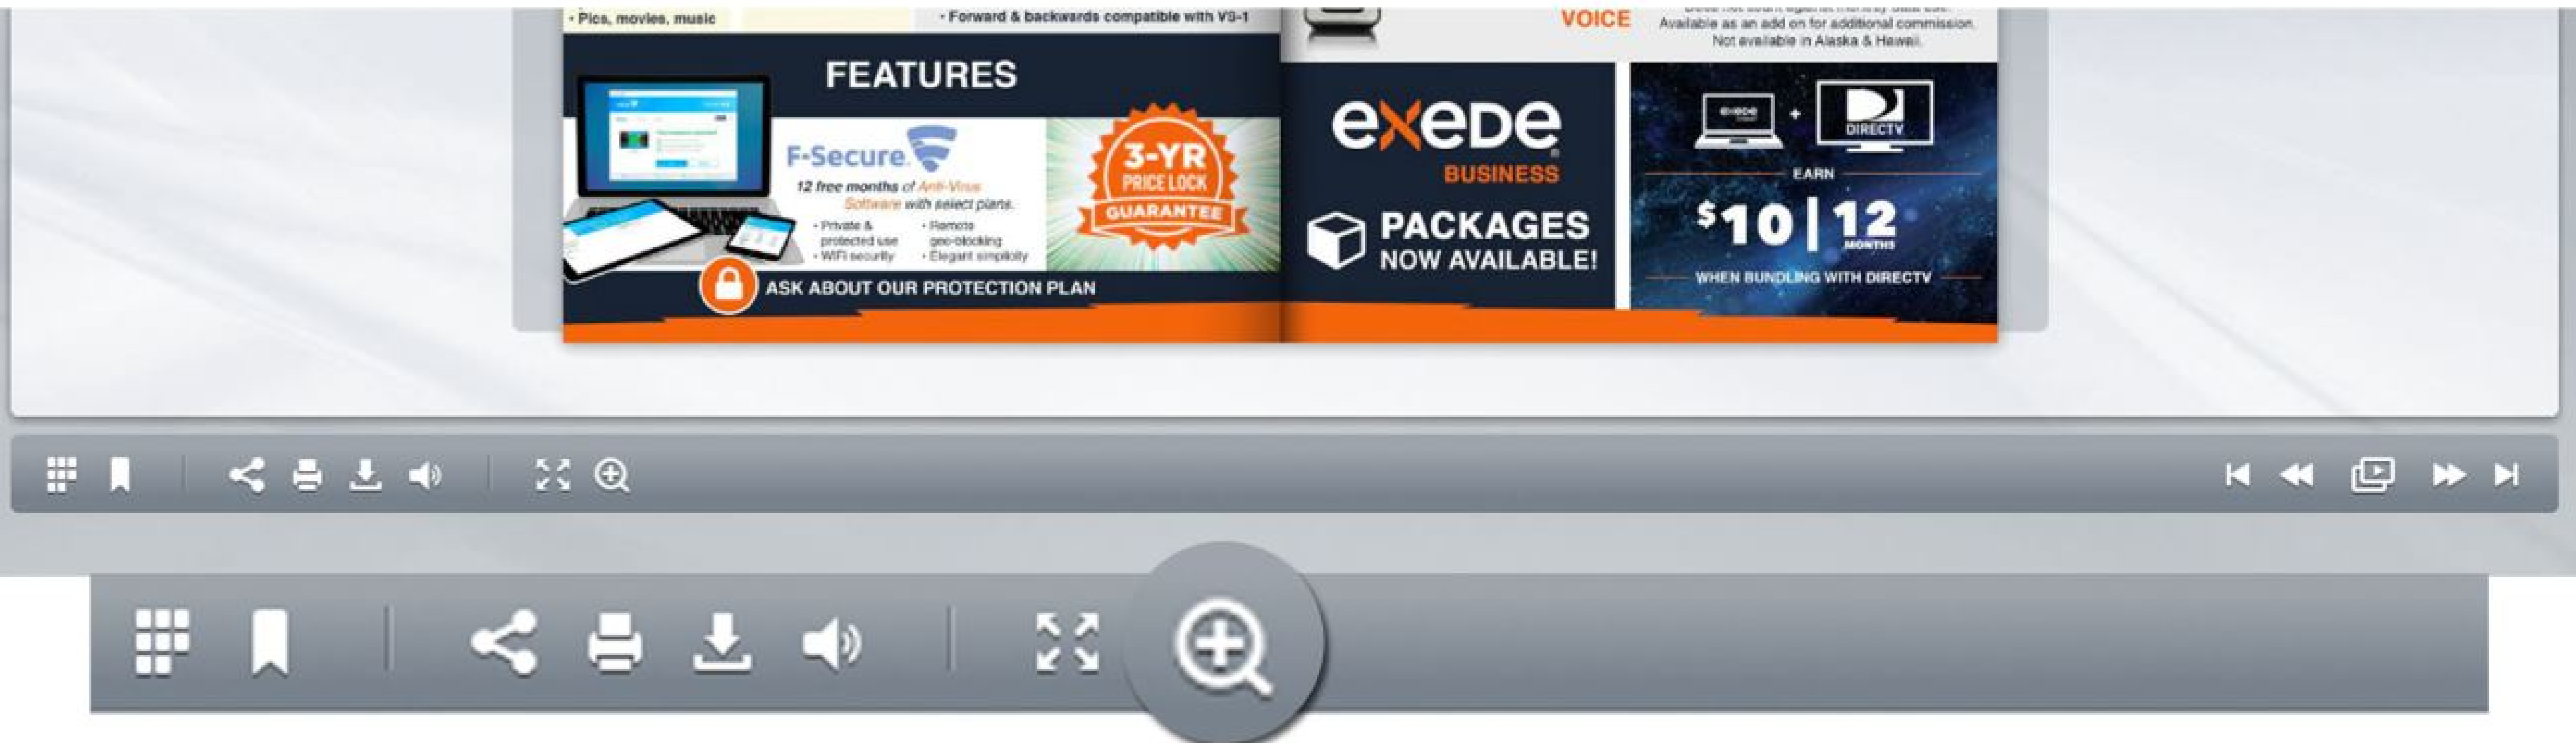 • Pics, movies, music
• Forward & backwards compatible with VS-1
FEATURES
F-Secure.
12 free months of Anti-Virus
Software with select plans.
• Private &
protected use
• WiFi security
• Remote
geo-blocking
• Elegant simplicity
3-YR
PRICE LOCK
GUARANTEE
ASK ABOUT OUR PROTECTION PLAN
VOICE
Available as an add on for additional commission.
Not available in Alaska & Hawaii.
exede
BUSINESS
PACKAGES
NOW AVAILABLE!
exede
+
DIRECTV
EARN
$10 | 12
MONTHS
WHEN BUNDLING WITH DIRECTV